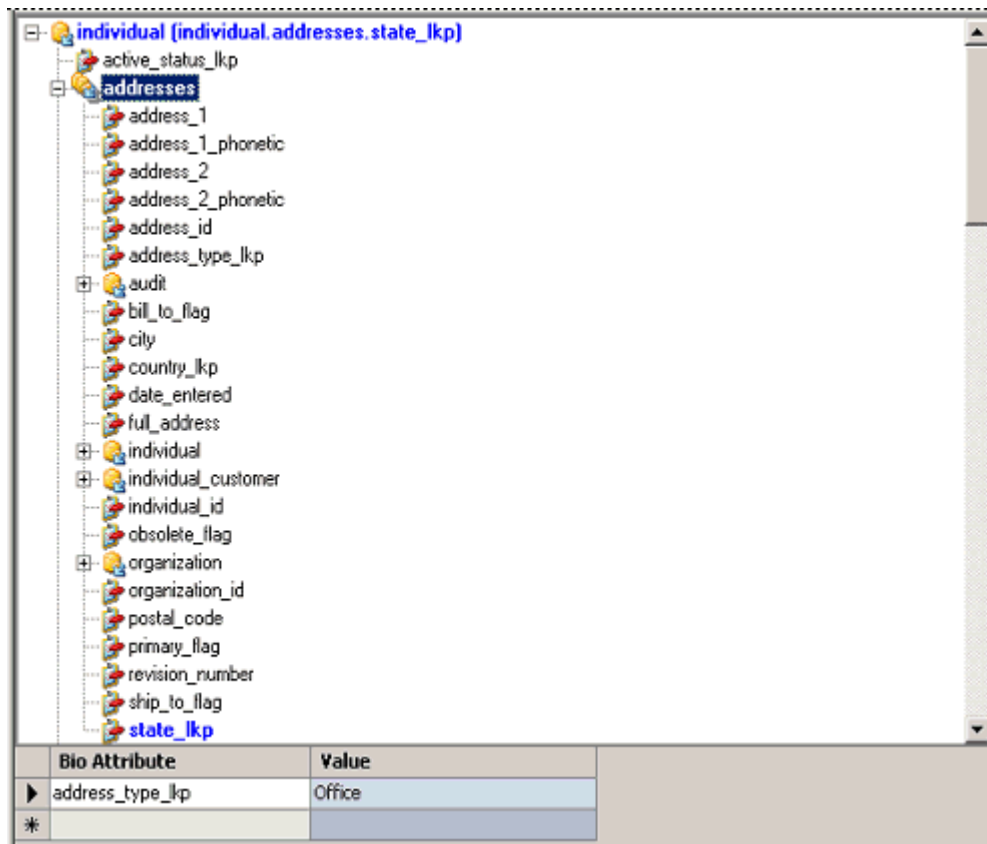 individual (individual.addresses.state_lkp)
active_status_lkp
addresses
address_1
address_1_phonetic
address_2
address_2_phonetic
address_id
address_type_lkp
audit
bill_to_flag
city
country_lkp
date_entered
full_address
individual
individual_customer
individual_id
obsolete_flag
organization
organization_id
postal_code
primary_flag
revision_number
ship_to_flag
state_lkp
Bio Attribute Value
address_type_lkp Office